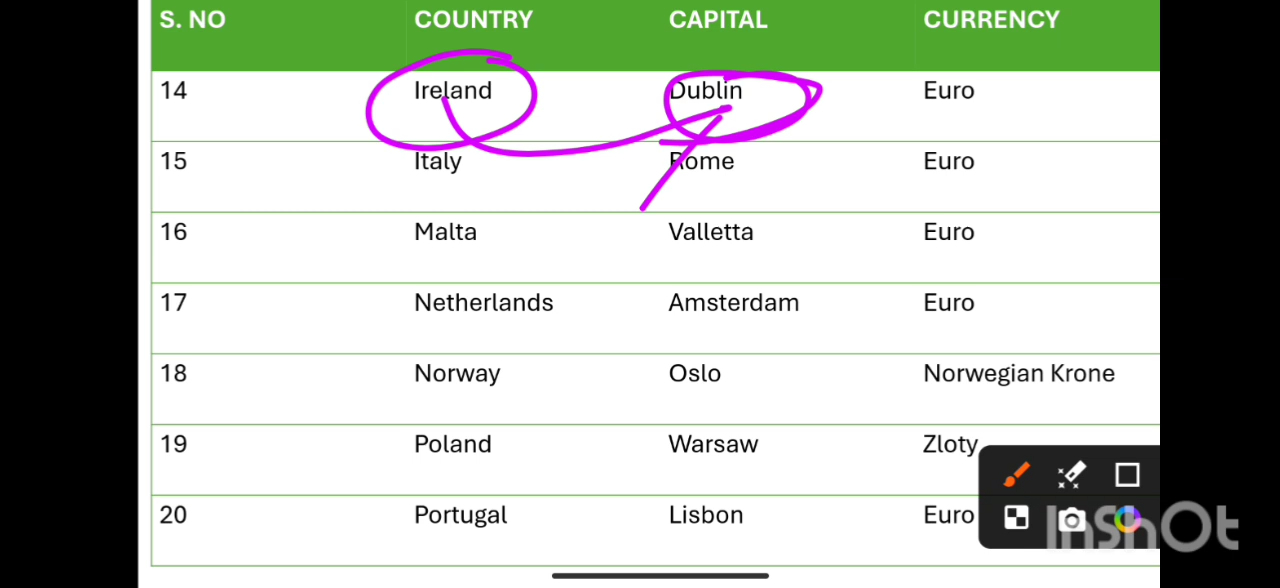 S. NO COUNTRY CAPITAL CURRENCY
14 Ireland Dublin Euro
15 Italy Rome Euro
16 Malta Valletta Euro
17 Netherlands Amsterdam Euro
18 Norway Oslo Norwegian Krone
19 Poland Warsaw Zloty
20 Portugal Lisbon Euro
InShOt